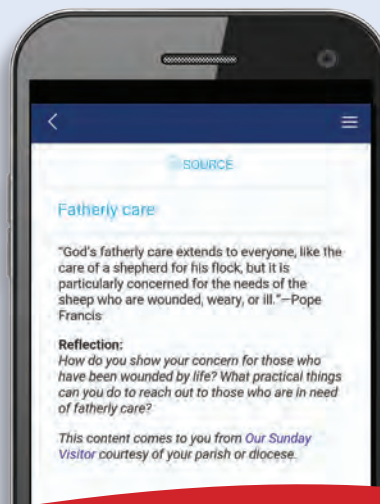 SOURCE
Fatherly care
"God's fatherly care extends to everyone, like the
care of a shepherd for his flock, but it is
particularly concerned for the needs of the
sheep who are wounded, weary, or ill."—Pope
Francis
Reflection:
How do you show your concern for those who
have been wounded by life? What practical things
can you do to reach out to those who are in need
of fatherly care?
This content comes to you from Our Sunday
Visitor courtesy of your parish or diocese.